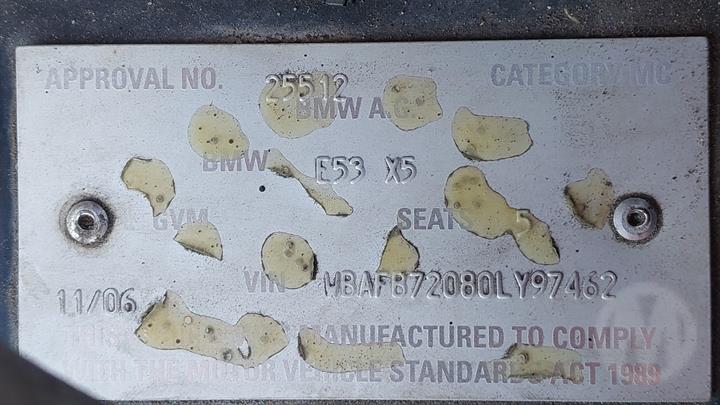 APPROVAL NO. 25512 CATEGORY MC
BMW A.G.
BMW E53 X5
GVM SEATS 5
VIN WBAFB72080LY97462
11/06
MANUFACTURED TO COMPLY
WITH THE MOTOR VEHICLE STANDARDS ACT 1989